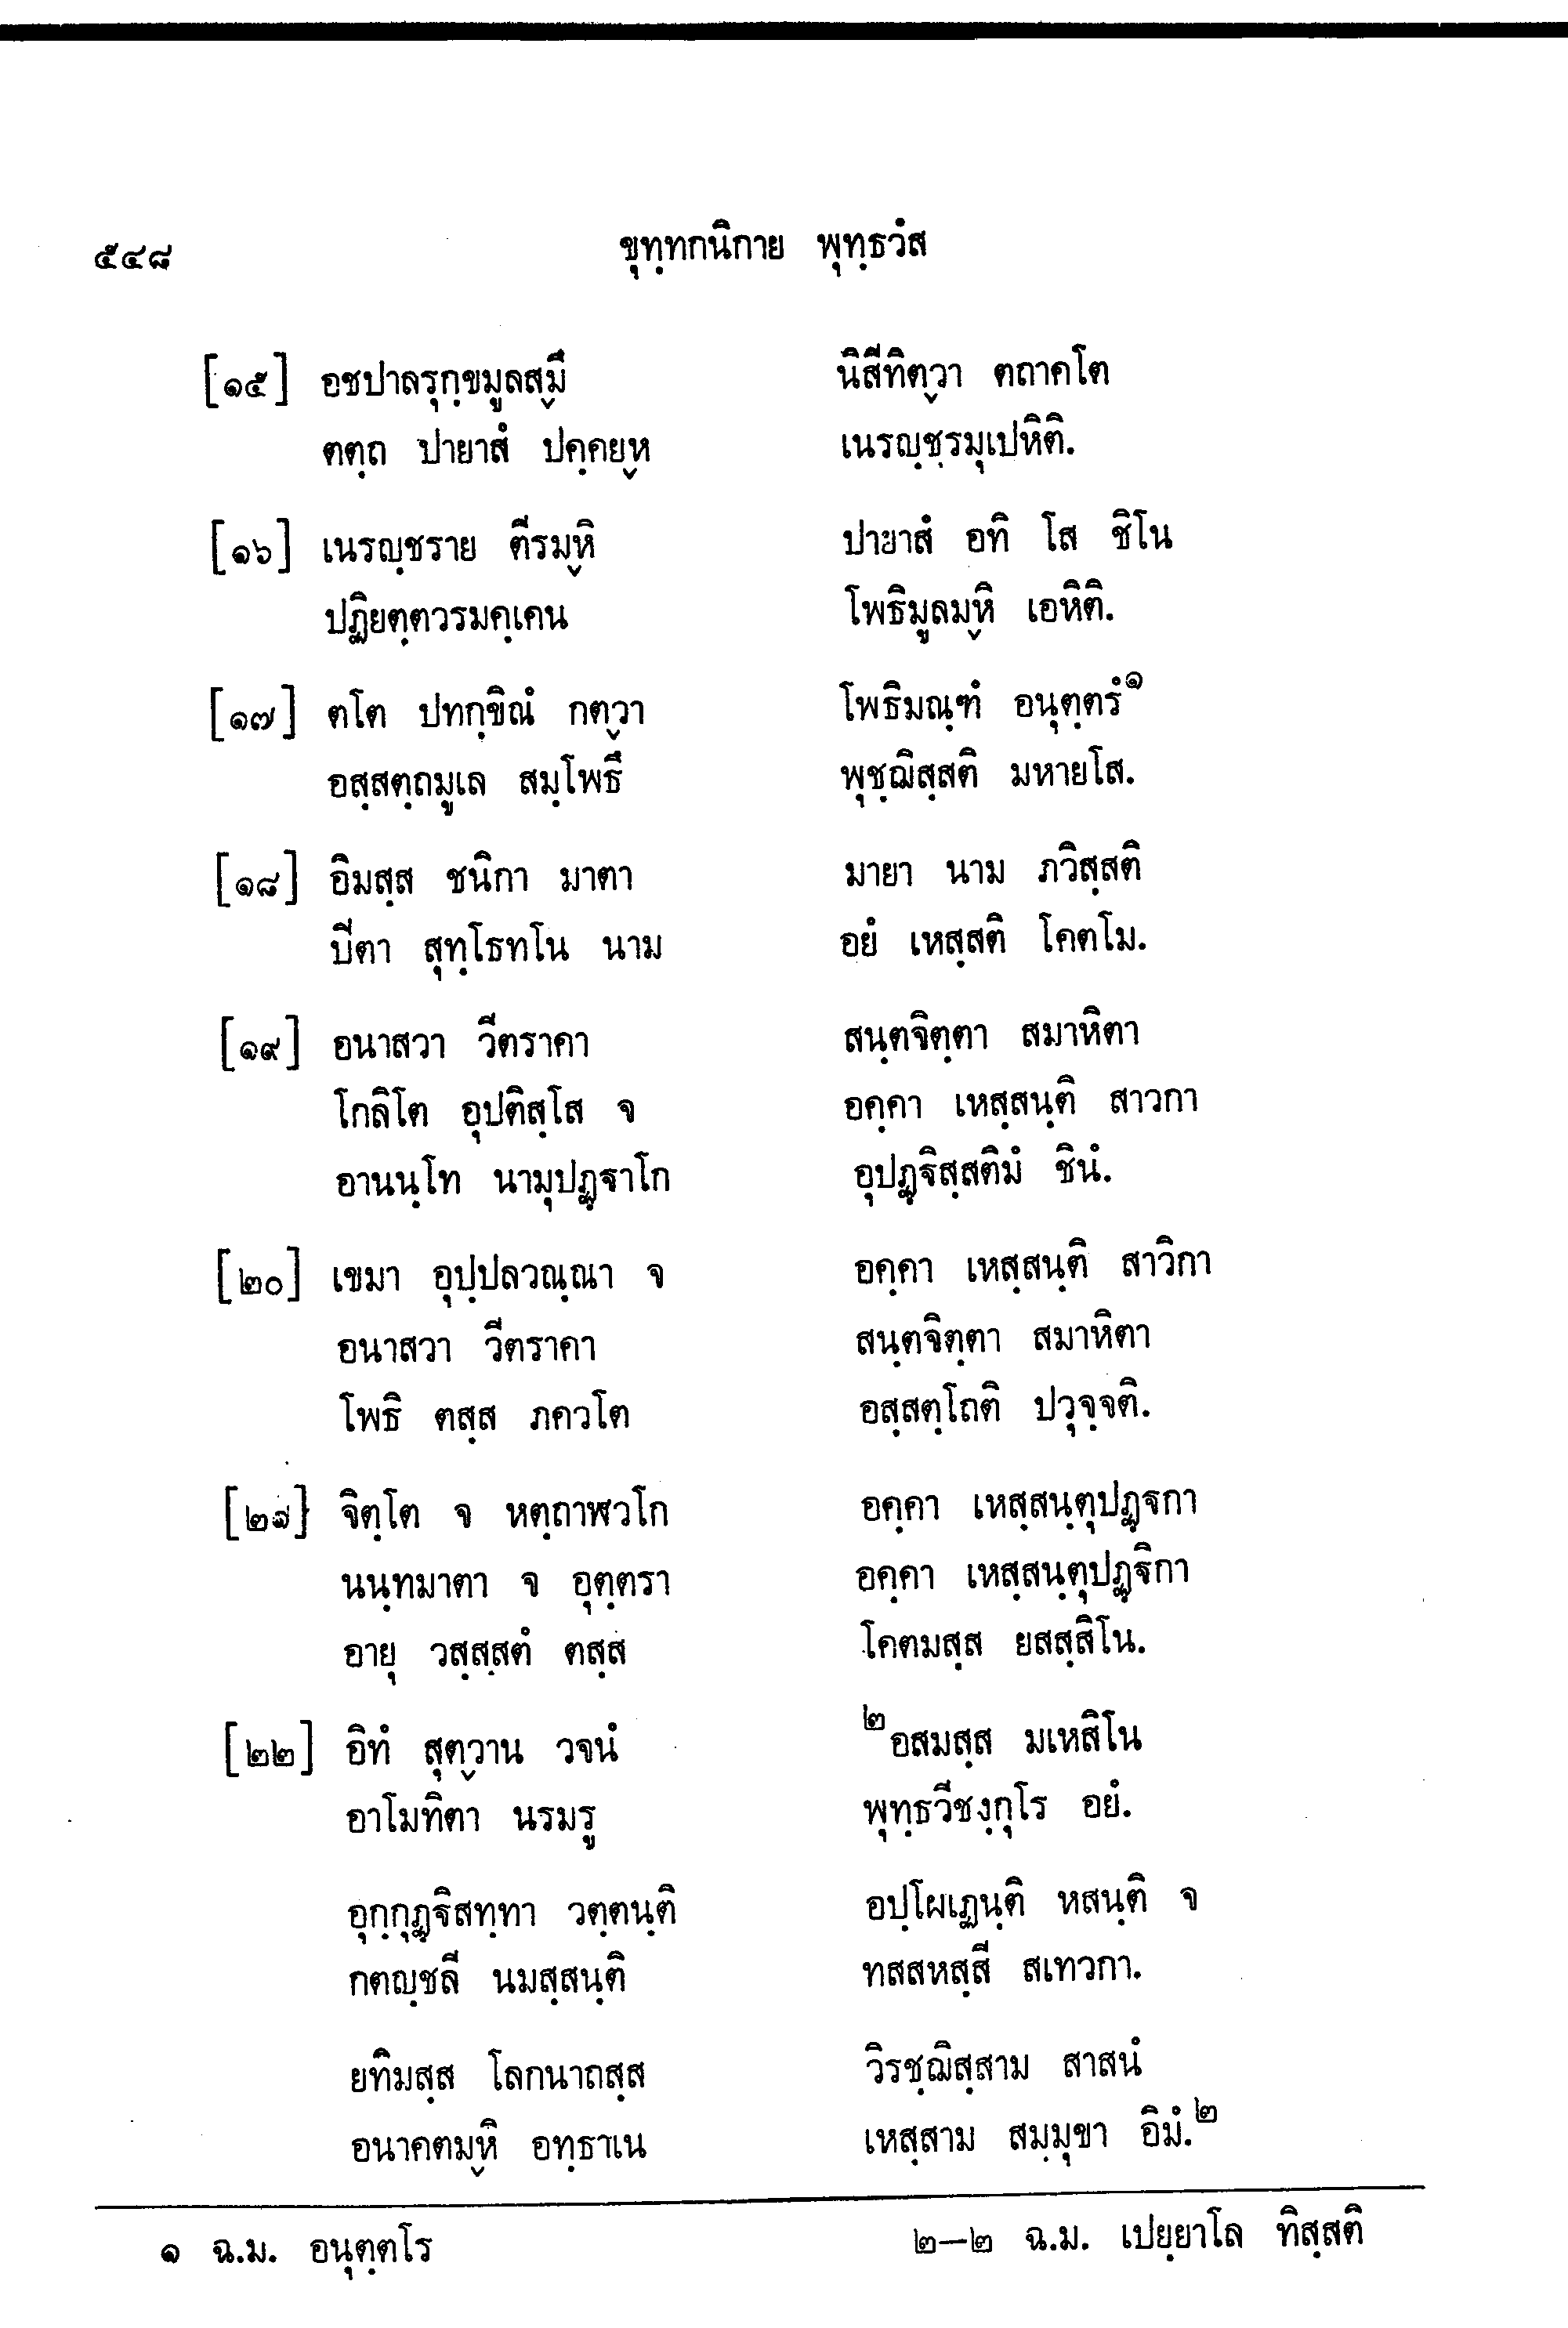 ๕๔๘ ขุทฺทกนิกาย พุทฺธวํส
[๑๕] อชปาลรุกฺขมูลสฺมึ นิสีทิตฺวา ตถาคโต
ตตฺถ ปายาสํ ปคฺคยฺห เนรญฺชรมุเปหิติ.
[๑๖] เนรญฺชราย ตีรมฺหิ ปายาสํ อทิ โส ชิโน
ปฏิยตฺตวรมคฺเคน โพธิมูลมฺหิ เอหิติ.
[๑๗] ตโต ปทกฺขิณํ กตฺวา โพธิมณฺฑํ อนุตฺตรํ๑
อสฺสตฺถมูเล สมฺโพธึ พุชฺฌิสฺสติ มหายโส.
[๑๘] อิมสฺส ชนิกา มาตา มายา นาม ภวิสฺสติ
ปีตา สุทฺโธทโน นาม อยํ เหสฺสติ โคตโม.
[๑๙] อนาสวา วีตราคา สนฺตจิตฺตา สมาหิตา
โกลิโต อุปติสฺโส จ อคฺคา เหสฺสนฺติ สาวกา
อานนฺโท นามุปฏฺฐาโก อุปฏฺฐิสฺสติมํ ชินํ.
[๒๐] เขมา อุปฺปลวณฺณา จ อคฺคา เหสฺสนฺติ สาวิกา
อนาสวา วีตราคา สนฺตจิตฺตา สมาหิตา
โพธิ ตสฺส ภควโต อสฺสตฺโถติ ปวุจฺจติ.
[๒๑] จิตฺโต จ หตฺถาฬวโก อคฺคา เหสฺสนฺตุปฏฺฐกา
นนฺทมาตา จ อุตฺตรา อคฺคา เหสฺสนฺตุปฏฺฐิกา
อายุ วสฺสสฺสตํ ตสฺส โคตมสฺส ยสสฺสิโน.
[๒๒] อิทํ สุตฺวาน วจนํ ๒อสมสฺส มเหสิโน
อาโมทิตา นรมรู พุทฺธวีชงฺกุโร อยํ.
อุกฺกุฏฺฐิสทฺทา วตฺตนฺติ อปฺโผเฏนฺติ หสนฺติ จ
กตญฺชลี นมสฺสนฺติ ทสสหสฺสี สเทวกา.
ยทิมสฺส โลกนาถสฺส วิรชฺฌิสฺสาม สาสนํ
อนาคตมฺหิ อทฺธาเน เหสฺสาม สมฺมุขา อิมํ.๒
๑ ฉ.ม. อนุตฺตโร ๒–๒ ฉ.ม. เปยฺยาโล ทิสฺสติ